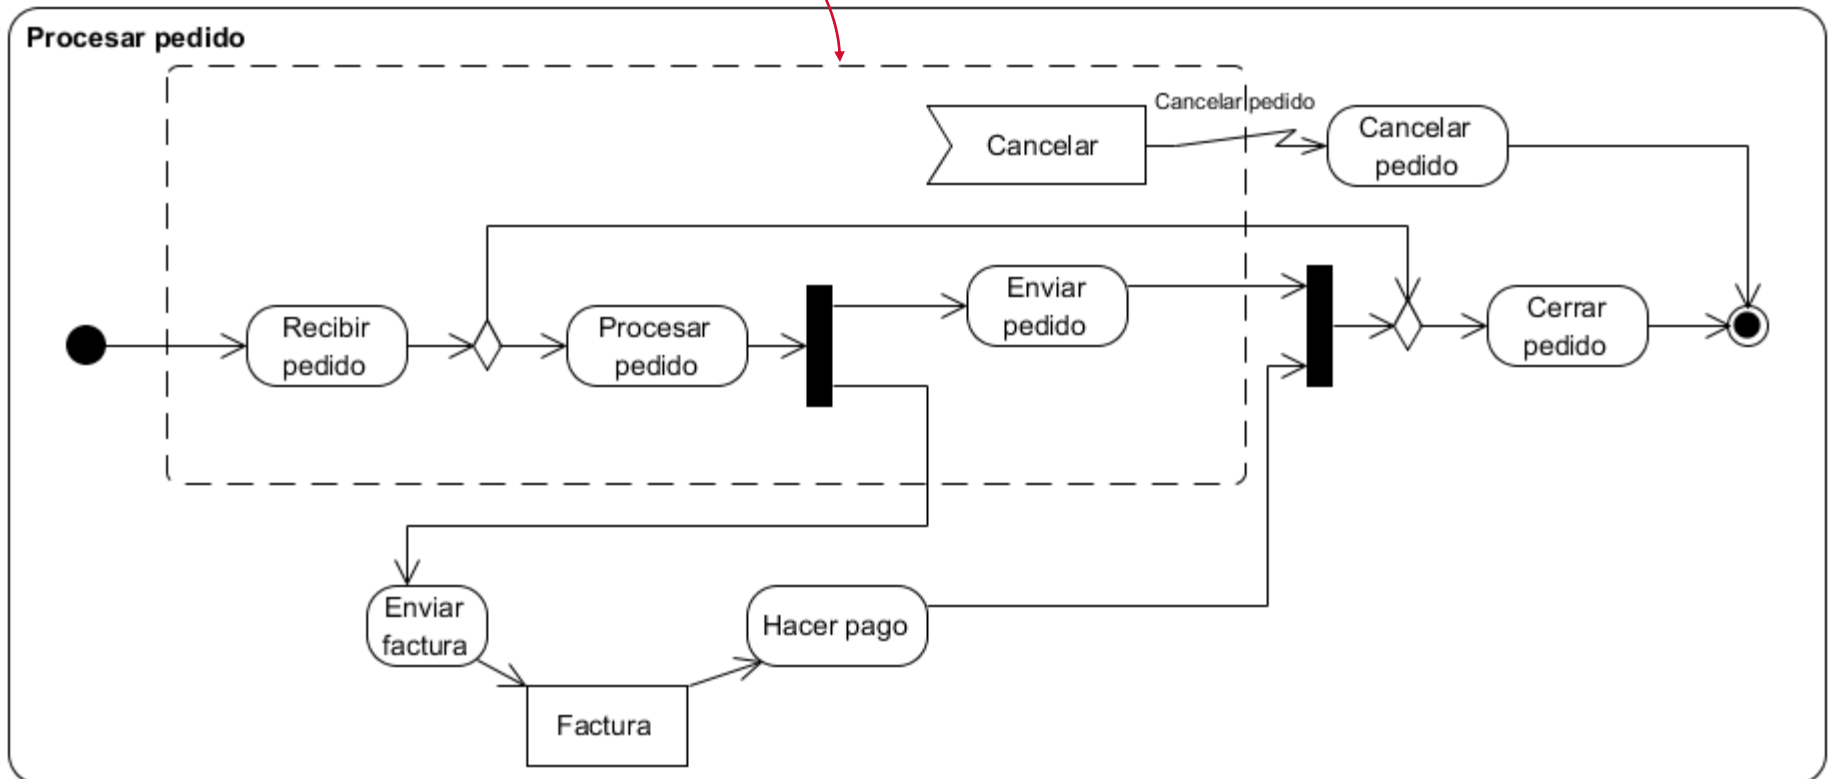 Procesar pedido
Cancelar pedido
Cancelar
Cancelar
pedido
Recibir
pedido
Procesar
pedido
Enviar
pedido
Cerrar
pedido
Enviar
factura
Hacer pago
Factura